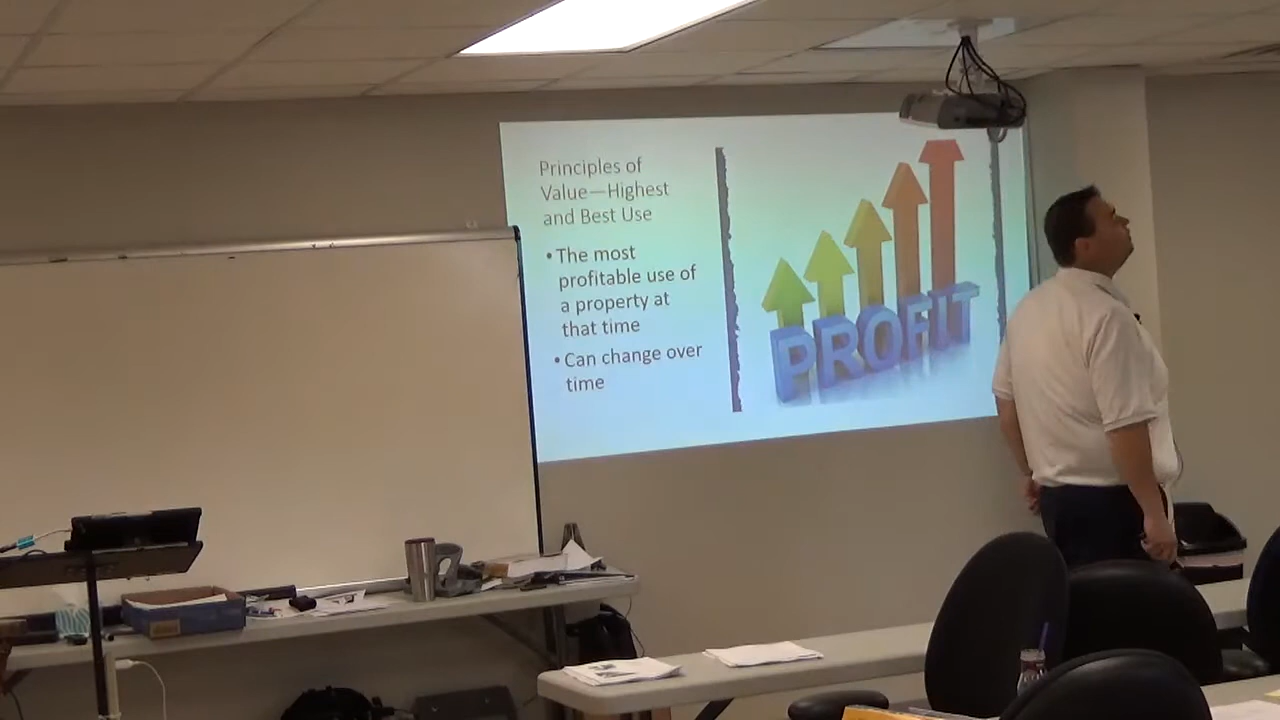 Principles of
Value—Highest
and Best Use
• The most
profitable use of
a property at
that time
• Can change over
time
PROFIT